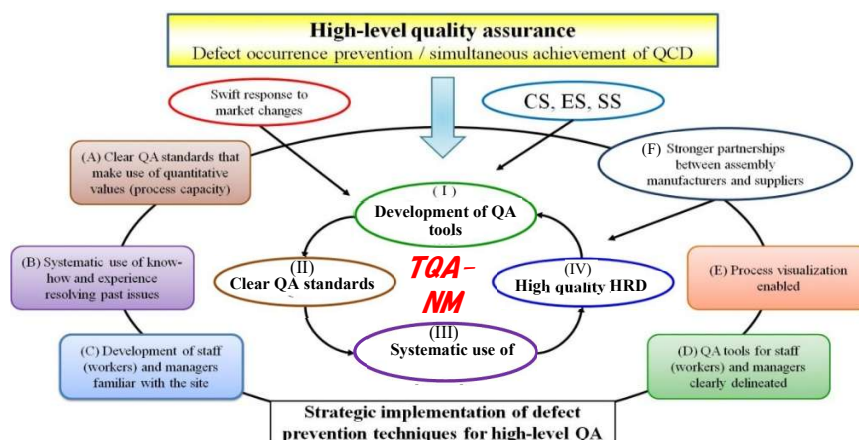 High-level quality assurance
Defect occurrence prevention / simultaneous achievement of QCD
Swift response to
market changes
CS, ES, SS
(A) Clear QA standards that
make use of quantitative
values (process capacity)
(F) Stronger partnerships
between assembly
manufacturers and suppliers
(I)
Development of QA
tools
(B) Systematic use of know-
how and experience
resolving past issues
(II)
Clear QA standards
TQA-
NM
(IV)
High quality HRD
(E) Process visualization
enabled
(III)
Systematic use of
(C) Development of staff
(workers) and managers
familiar with the site
(D) QA tools for staff
(workers) and managers
clearly delineated
Strategic implementation of defect
prevention techniques for high-level QA